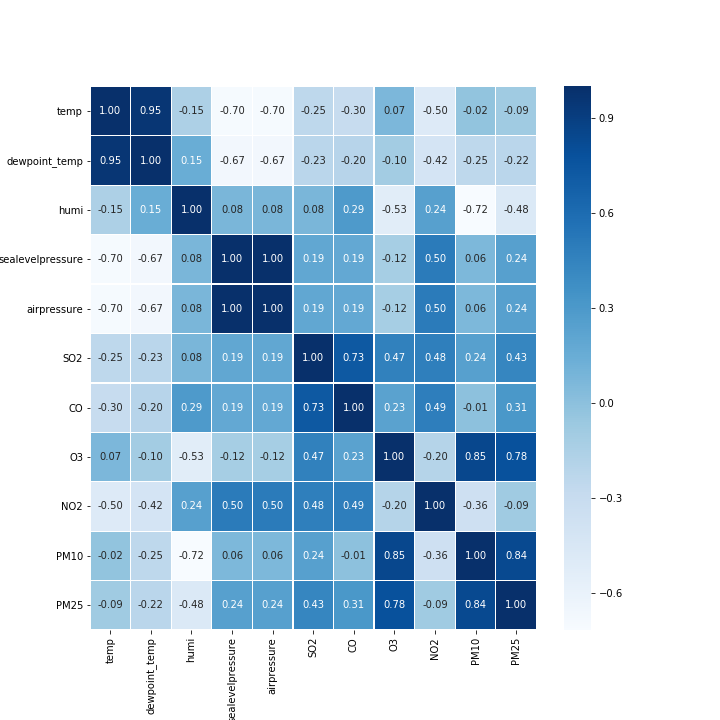 temp 1.00 0.95 -0.15 -0.70 -0.70 -0.25 -0.30 0.07 -0.50 -0.02 -0.09
dewpoint_temp 0.95 1.00 0.15 -0.67 -0.67 -0.23 -0.20 -0.10 -0.42 -0.25 -0.22
humi -0.15 0.15 1.00 0.08 0.08 0.08 0.29 -0.53 0.24 -0.72 -0.48
sealevelpressure -0.70 -0.67 0.08 1.00 1.00 0.19 0.19 -0.12 0.50 0.06 0.24
airpressure -0.70 -0.67 0.08 1.00 1.00 0.19 0.19 -0.12 0.50 0.06 0.24
SO2 -0.25 -0.23 0.08 0.19 0.19 1.00 0.73 0.47 0.48 0.24 0.43
CO -0.30 -0.20 0.29 0.19 0.19 0.73 1.00 0.23 0.49 -0.01 0.31
O3 0.07 -0.10 -0.53 -0.12 -0.12 0.47 0.23 1.00 -0.20 0.85 0.78
NO2 -0.50 -0.42 0.24 0.50 0.50 0.48 0.49 -0.20 1.00 -0.36 -0.09
PM10 -0.02 -0.25 -0.72 0.06 0.06 0.24 -0.01 0.85 -0.36 1.00 0.84
PM25 -0.09 -0.22 -0.48 0.24 0.24 0.43 0.31 0.78 -0.09 0.84 1.00
temp dewpoint_temp humi sealevelpressure airpressure SO2 CO O3 NO2 PM10 PM25
0.9
0.6
0.3
0.0
-0.3
-0.6